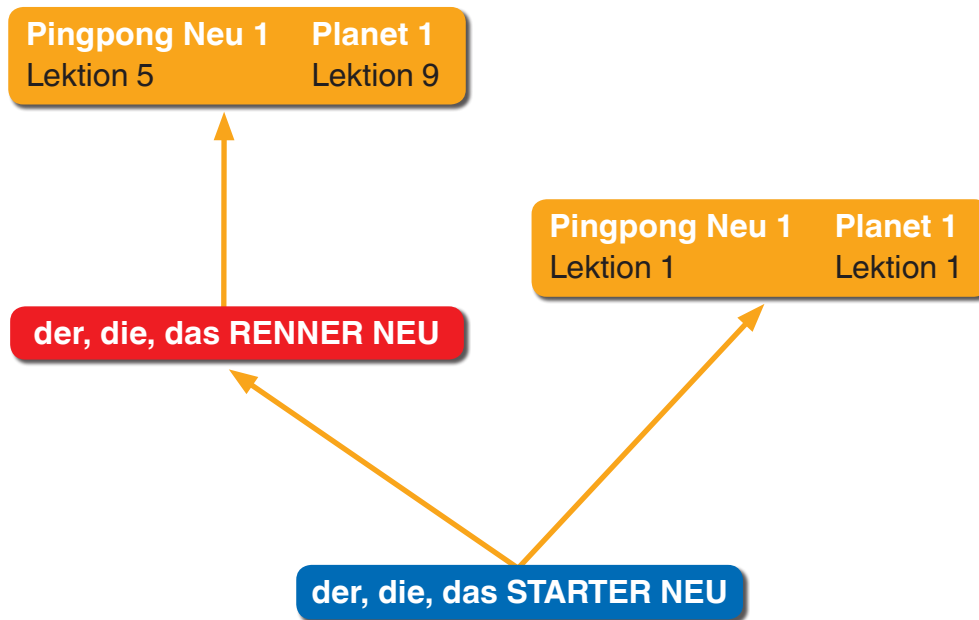 Pingpong Neu 1 Planet 1
Lektion 5 Lektion 9
Pingpong Neu 1 Planet 1
Lektion 1 Lektion 1
der, die, das RENNER NEU
der, die, das STARTER NEU